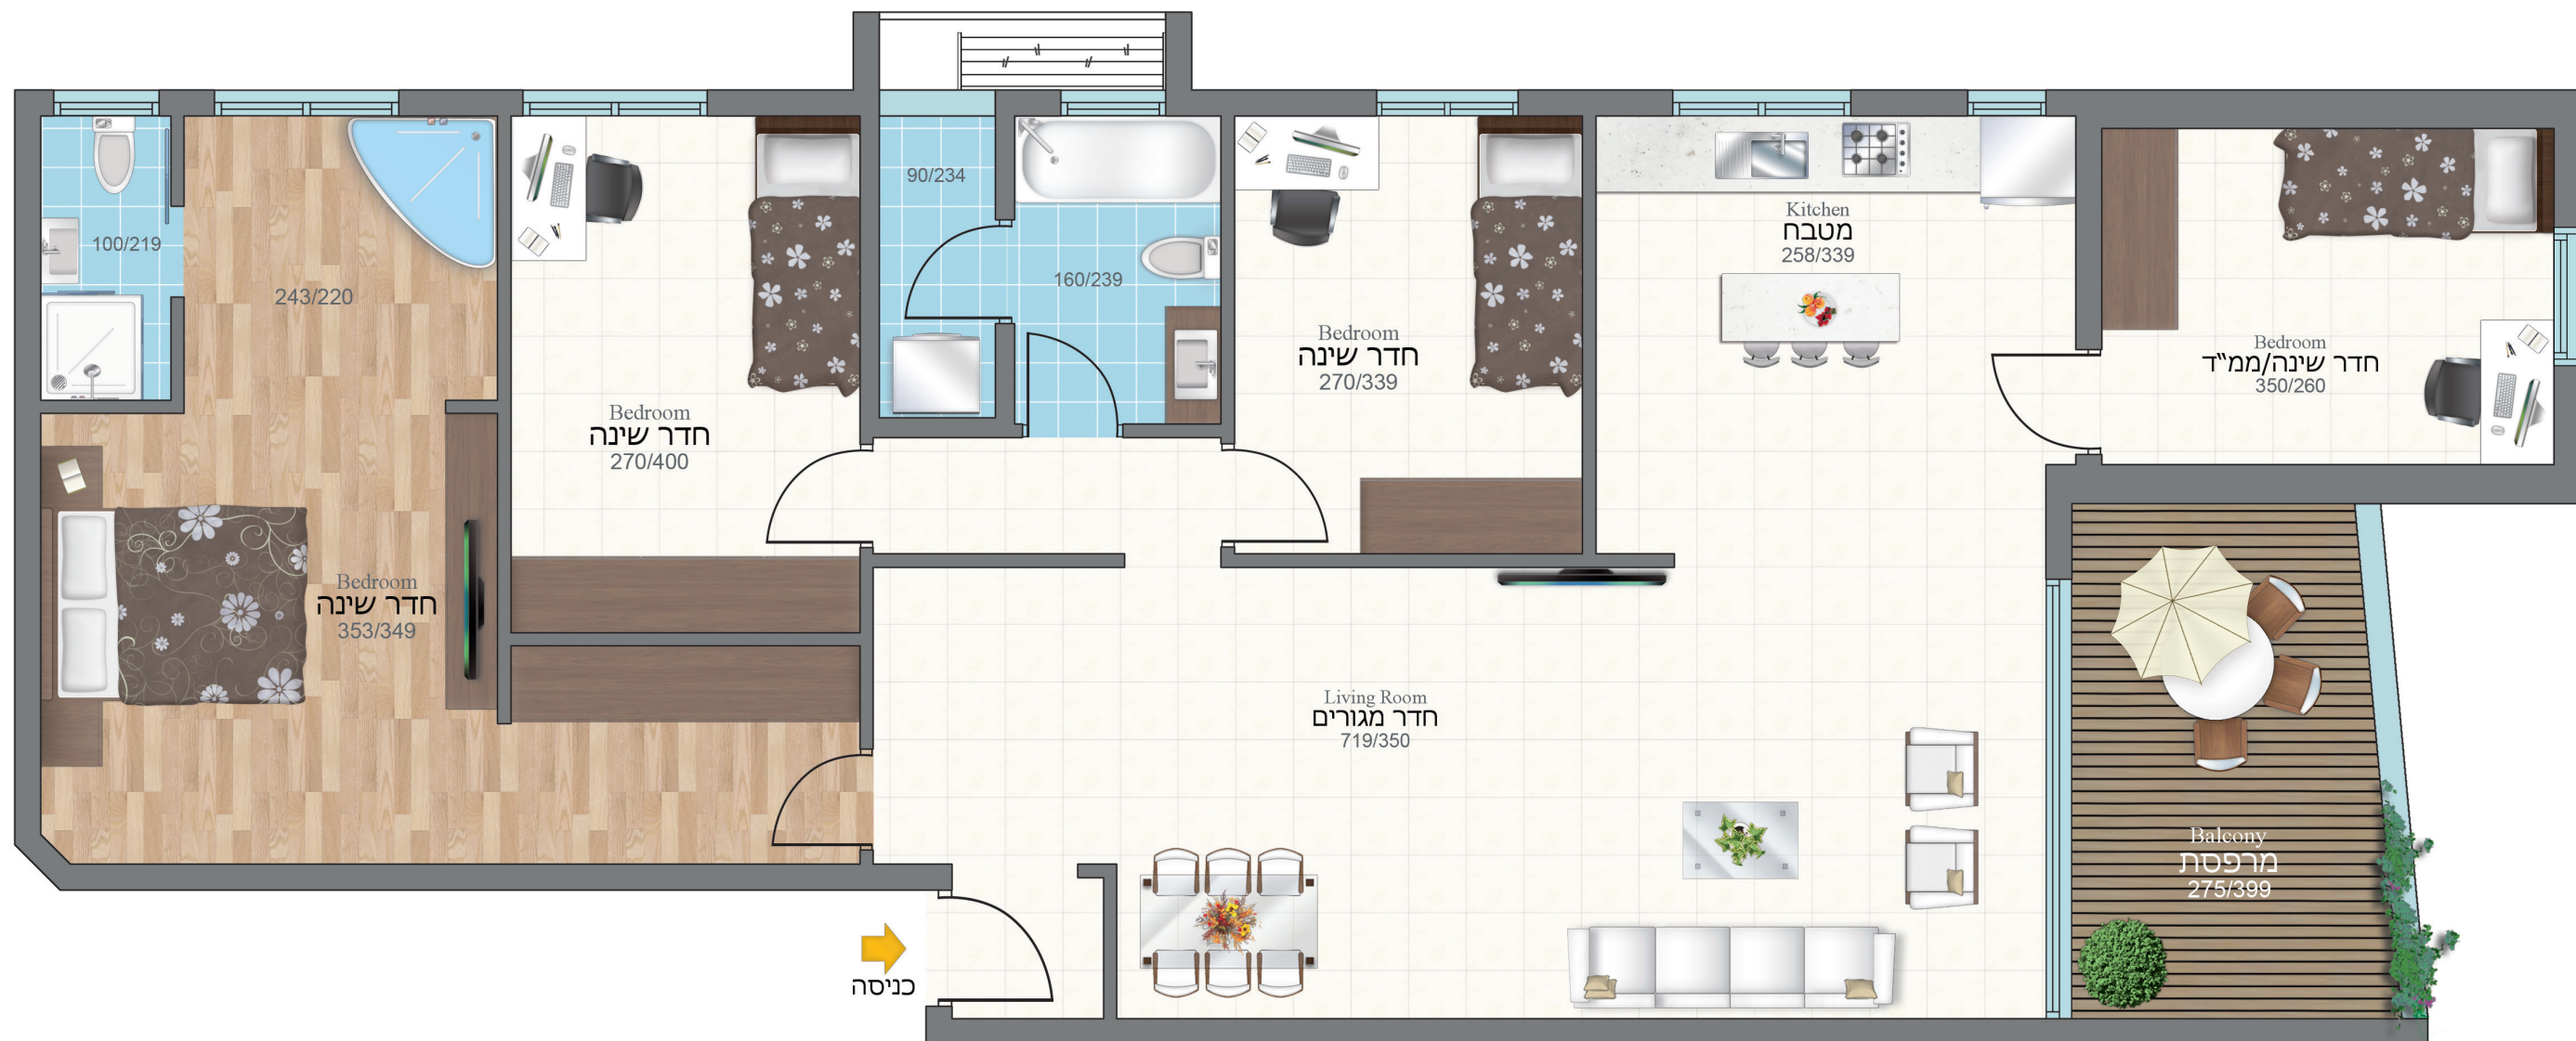 90/234
100/219
243/220
160/239
Kitchen
מטבח
258/339
Bedroom
חדר שינה
270/339
Bedroom
חדר שינה/ממ״ד
350/260
Bedroom
חדר שינה
270/400
Bedroom
חדר שינה
353/349
Living Room
חדר מגורים
719/350
Balcony
מרפסת
275/399
כניסה